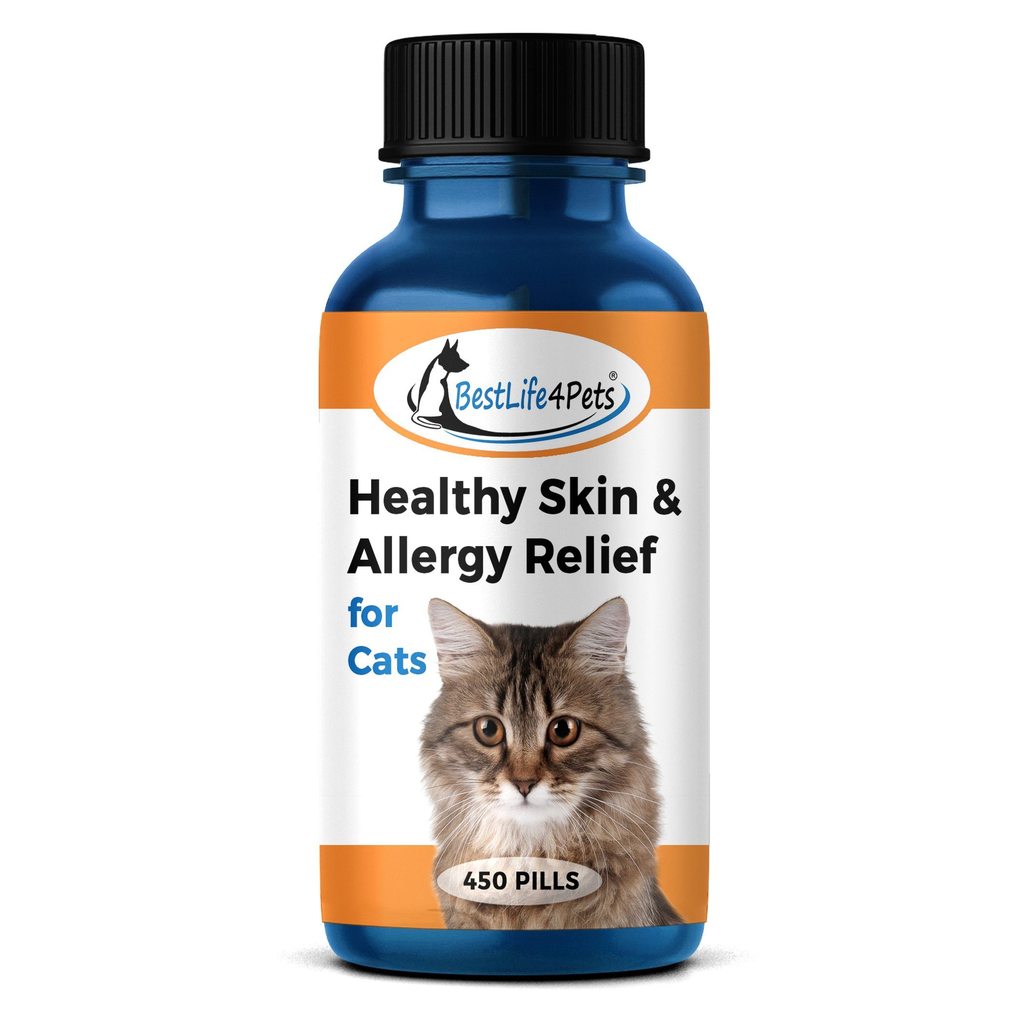 BestLife4Pets®
Healthy Skin &
Allergy Relief
for
Cats
450 PILLS